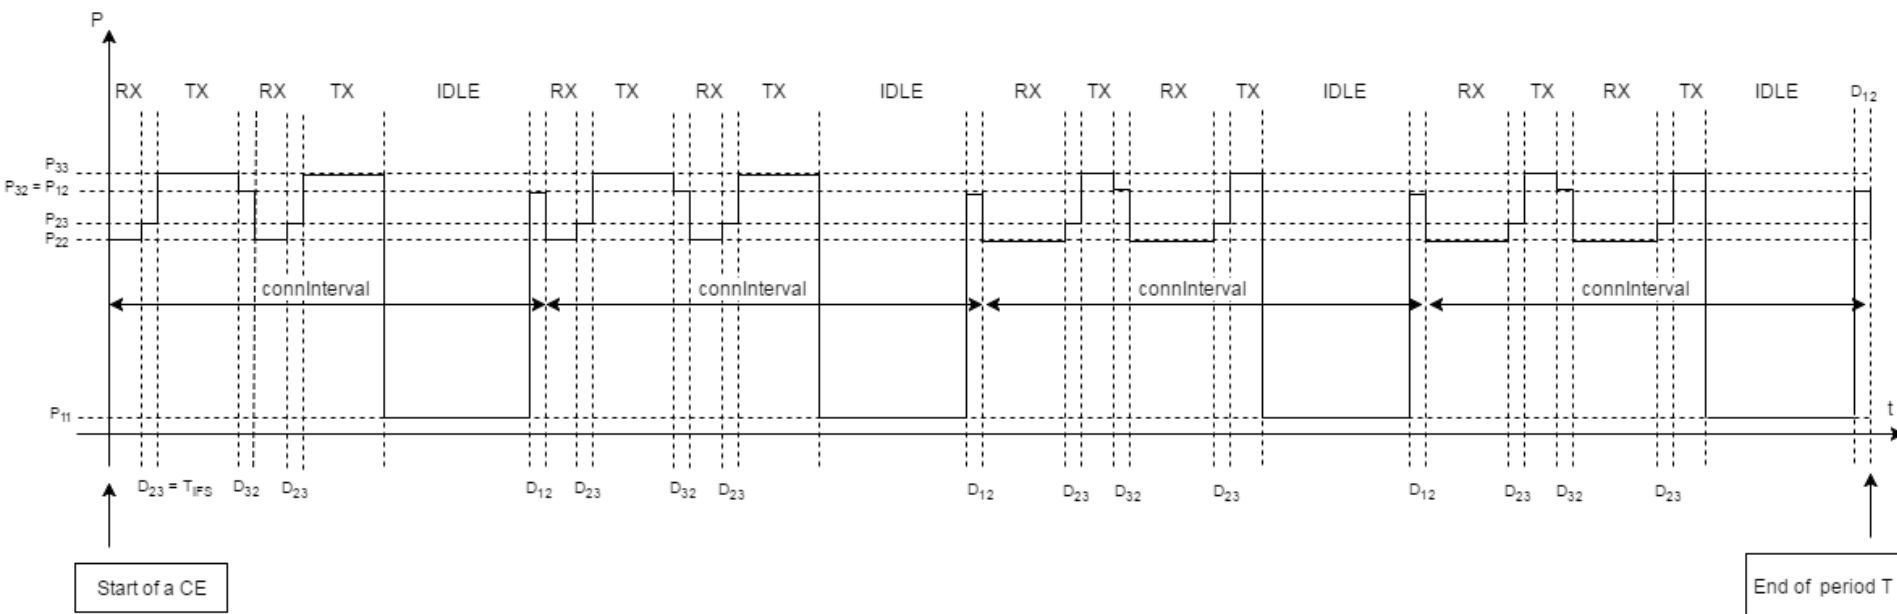 P
RX TX RX TX IDLE RX TX RX TX IDLE RX TX RX TX IDLE RX TX RX TX IDLE D12
P33
P32 = P12
P23
P22
connInterval connInterval connInterval connInterval
P11
t
D23 = TIFS D32 D23 D12 D23 D32 D23 D12 D23 D32 D23 D12 D23 D32 D23
Start of a CE
End of period T